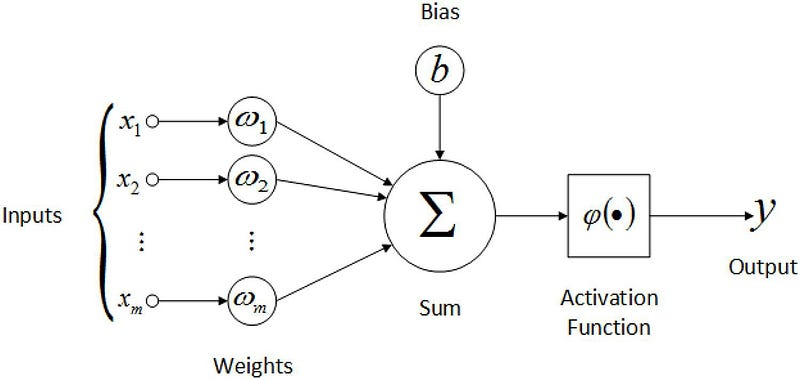 Bias
b
x₁ ω₁
x₂ ω₂
Inputs
⋮ ⋮
Σ
φ(•)
y
xₘ ωₘ
Output
Sum
Activation
Function
Weights